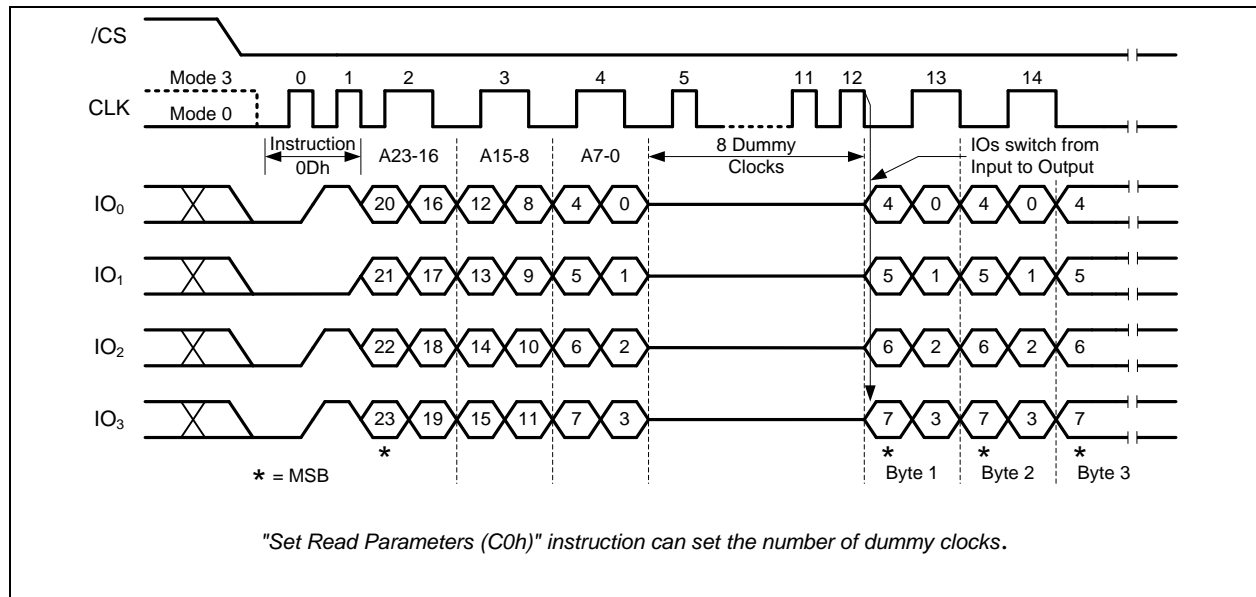 /CS
Mode 3 0 1 2 3 4 5 11 12 13 14
CLK Mode 0
Instruction 0Dh A23-16 A15-8 A7-0 8 Dummy Clocks IOs switch from Input to Output
IO0 20 16 12 8 4 0 4 0 4 0 4
IO1 21 17 13 9 5 1 5 1 5 1 5
IO2 22 18 14 10 6 2 6 2 6 2 6
IO3 23 19 15 11 7 3 7 3 7 3 7
* * * *
* = MSB Byte 1 Byte 2 Byte 3
"Set Read Parameters (C0h)" instruction can set the number of dummy clocks.